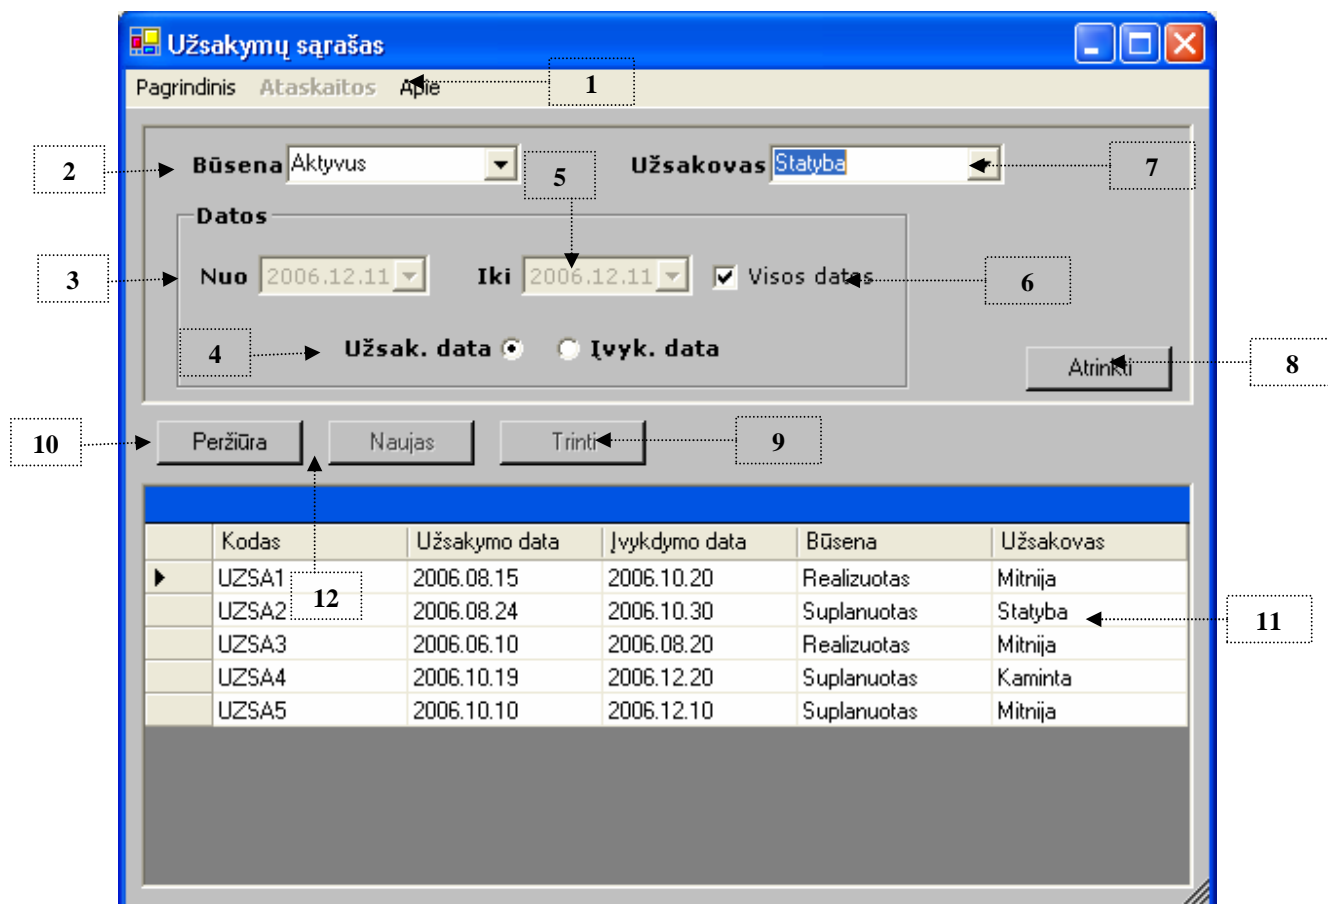 Užsakymų sąrašas
Pagrindinis Ataskaitos Apie 1
2 Būsena Aktyvus 5 Užsakovas Statyba 7
Datos
3 Nuo 2006.12.11 Iki 2006.12.11 Visos datos 6
4 Užsak. data Įvyk. data
Atrinkti 8
10 Peržiūra Naujas Trinti 9
Kodas Užsakymo data Įvykdymo data Būsena Užsakovas
UZSA1 2006.08.15 2006.10.20 Realizuotas Mitnija
12
UZSA2 2006.08.24 2006.10.30 Suplanuotas Statyba 11
UZSA3 2006.06.10 2006.08.20 Realizuotas Mitnija
UZSA4 2006.10.19 2006.12.20 Suplanuotas Kaminta
UZSA5 2006.10.10 2006.12.10 Suplanuotas Mitnija